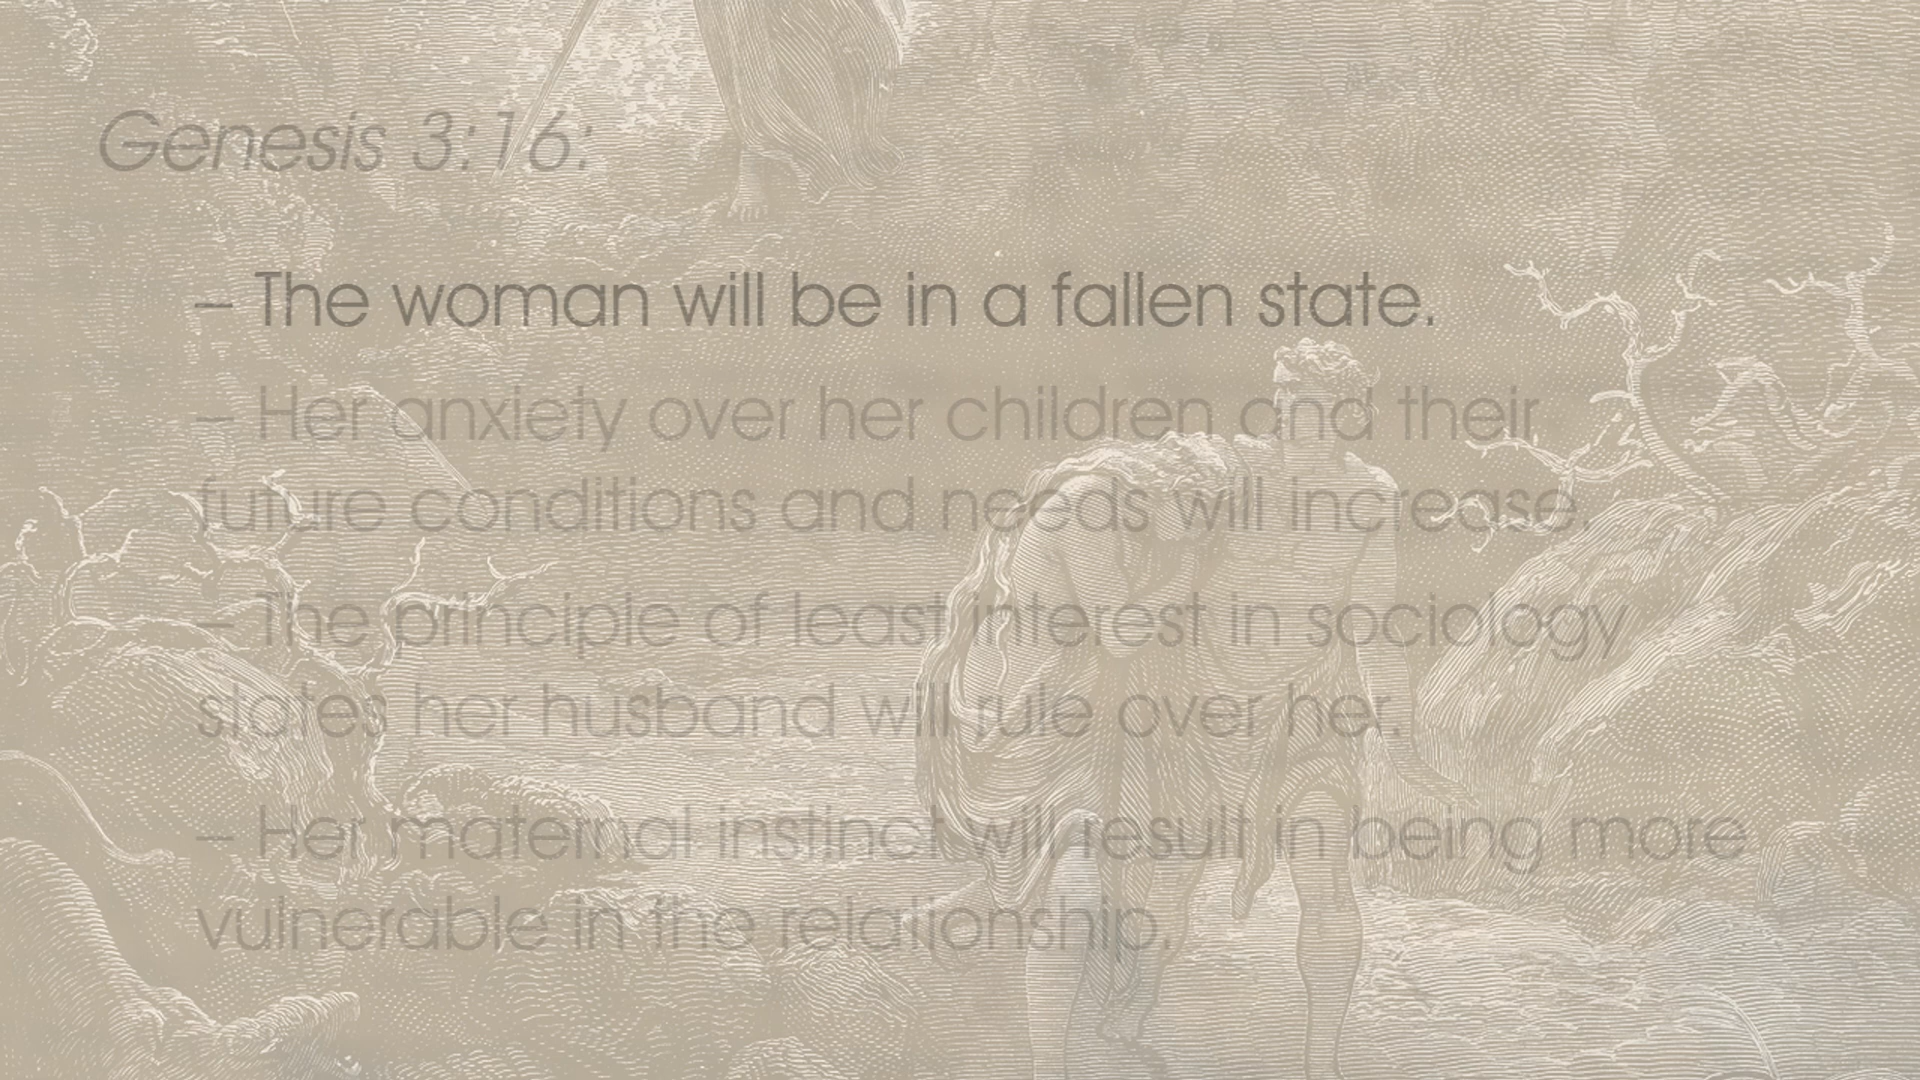 Genesis 3:16:
– The woman will be in a fallen state.
– Her anxiety over her children and their
future conditions and needs will increase.
– The principle of least interest in sociology
states her husband will rule over her.
– Her maternal instinct will result in being more
vulnerable in the relationship.